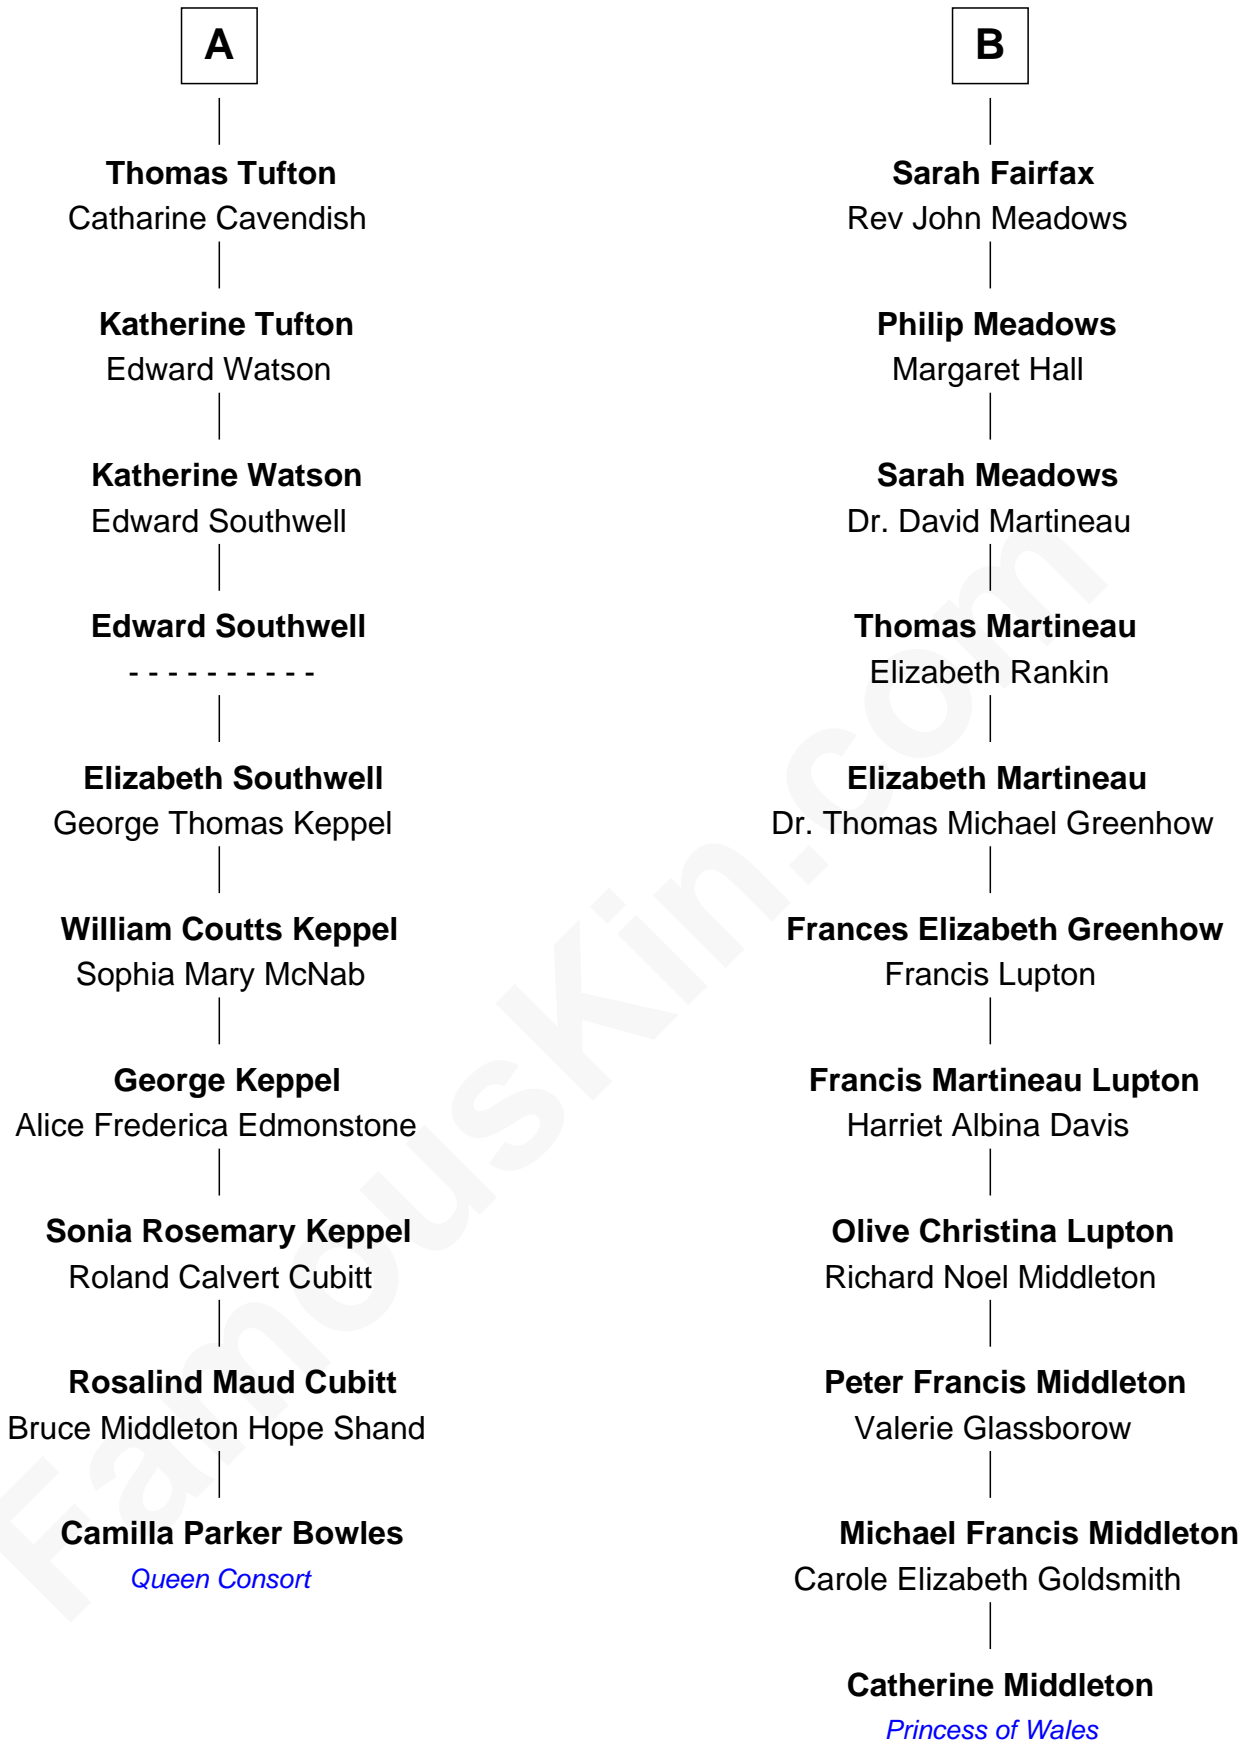 A
Thomas Tufton
Catharine Cavendish
Katherine Tufton
Edward Watson
Katherine Watson
Edward Southwell
Edward Southwell
- - - - - - - - - -
Elizabeth Southwell
George Thomas Keppel
William Coutts Keppel
Sophia Mary McNab
George Keppel
Alice Frederica Edmonstone
Sonia Rosemary Keppel
Roland Calvert Cubitt
Rosalind Maud Cubitt
Bruce Middleton Hope Shand
Camilla Parker Bowles
Queen Consort
B
Sarah Fairfax
Rev John Meadows
Philip Meadows
Margaret Hall
Sarah Meadows
Dr. David Martineau
Thomas Martineau
Elizabeth Rankin
Elizabeth Martineau
Dr. Thomas Michael Greenhow
Frances Elizabeth Greenhow
Francis Lupton
Francis Martineau Lupton
Harriet Albina Davis
Olive Christina Lupton
Richard Noel Middleton
Peter Francis Middleton
Valerie Glassborow
Michael Francis Middleton
Carole Elizabeth Goldsmith
Catherine Middleton
Princess of Wales
FamousKin.com